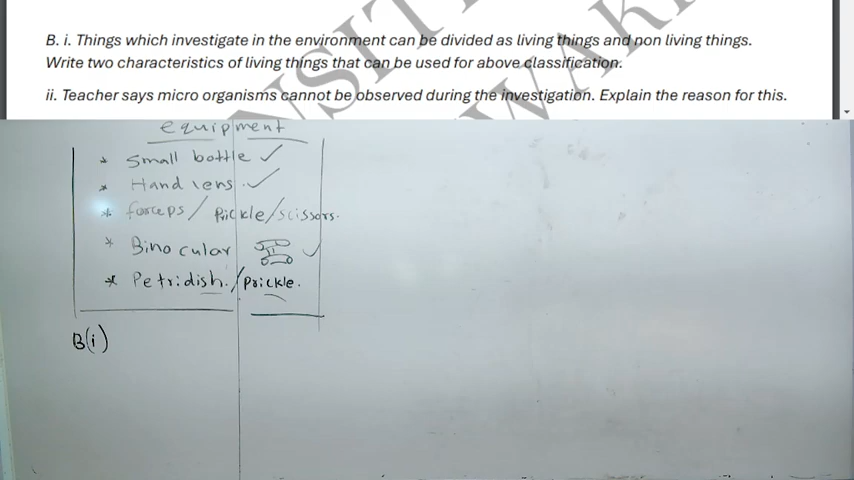 B. i. Things which investigate in the environment can be divided as living things and non living things.
Write two characteristics of living things that can be used for above classification.
ii. Teacher says micro organisms cannot be observed during the investigation. Explain the reason for this.
equipment
* Small bottle ✓
* Hand lens. ✓
* forceps / Prickle/scissors.
* Binocular ✓
* Petridish./Prickle.
B(i)